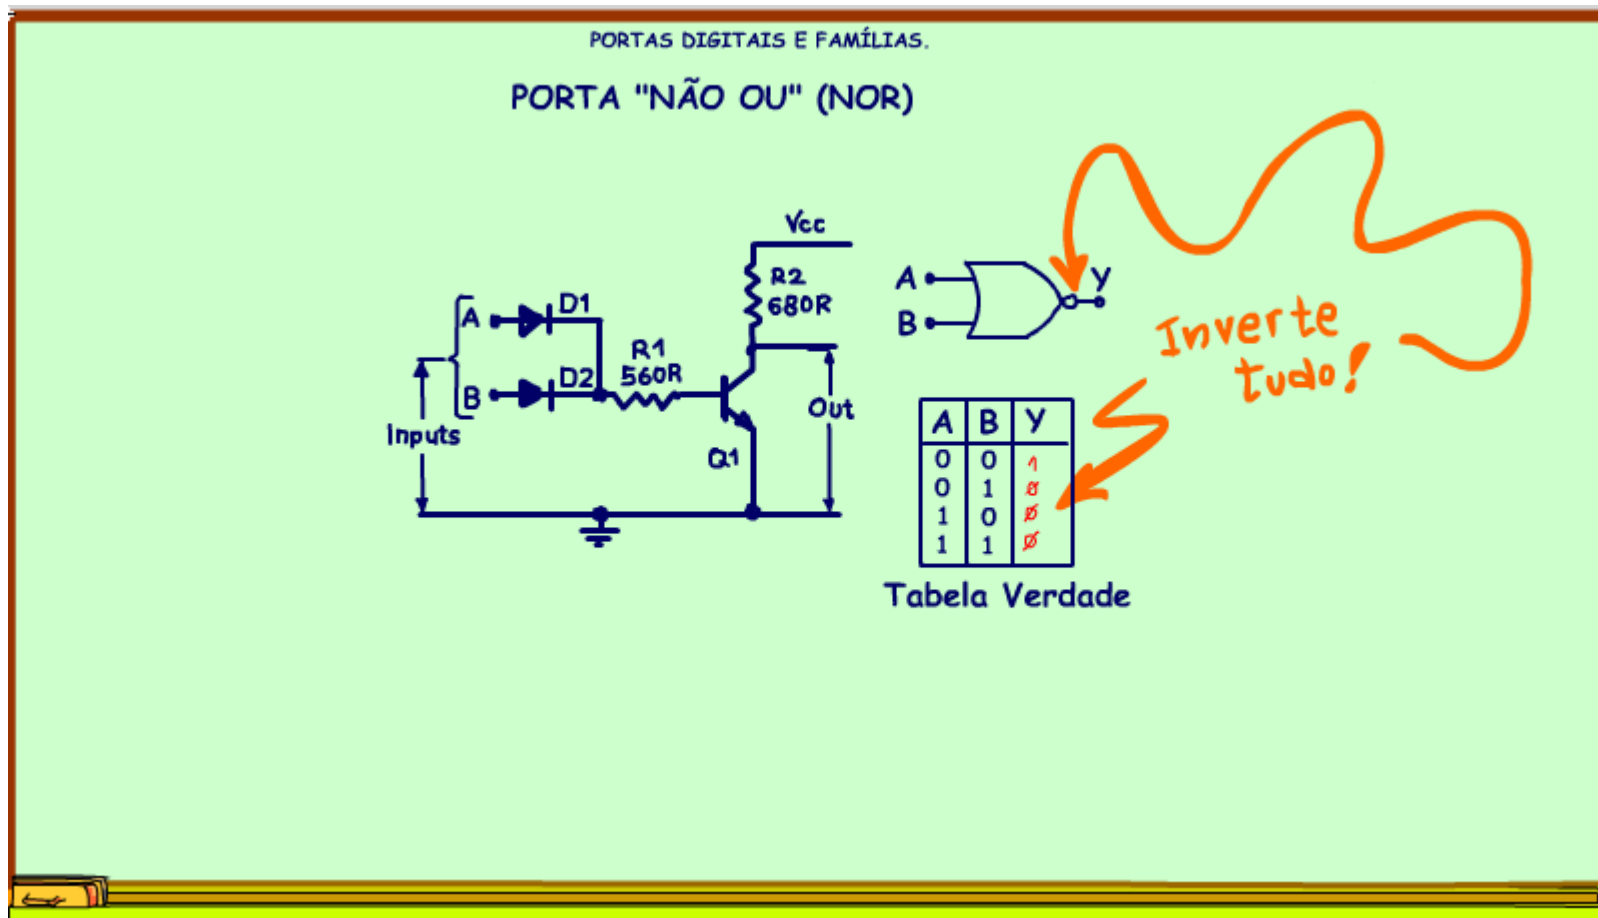 PORTAS DIGITAIS E FAMÍLIAS.
PORTA "NÃO OU" (NOR)
Vcc
R2
680R
A
D1
R1
560R
B
D2
Inputs
Q1
Out
A
B
Y
Inverte
tudo!
A B Y
0 0 1
0 1 0
1 0 0
1 1 0
Tabela Verdade